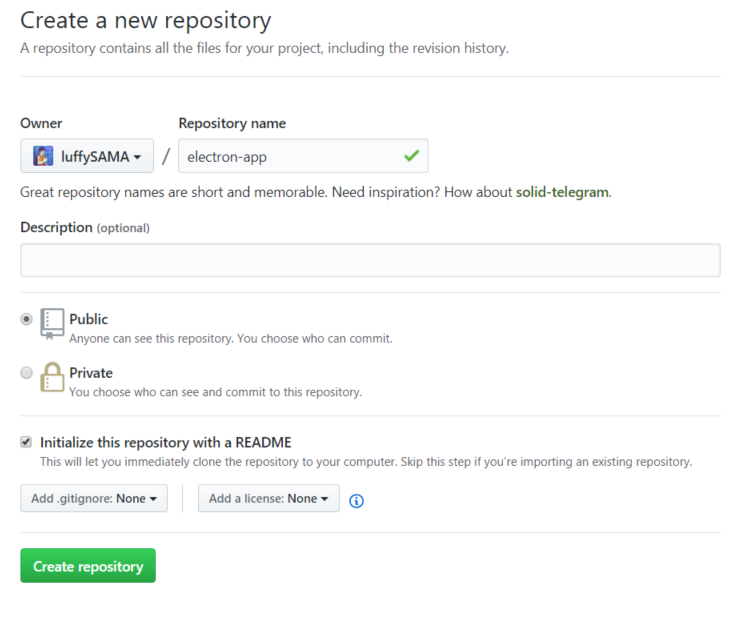 Create a new repository
A repository contains all the files for your project, including the revision history.
Owner Repository name
luffySAMA / electron-app
Great repository names are short and memorable. Need inspiration? How about solid-telegram.
Description (optional)
Public
Anyone can see this repository. You choose who can commit.
Private
You choose who can see and commit to this repository.
Initialize this repository with a README
This will let you immediately clone the repository to your computer. Skip this step if you're importing an existing repository.
Add .gitignore: None Add a license: None
Create repository